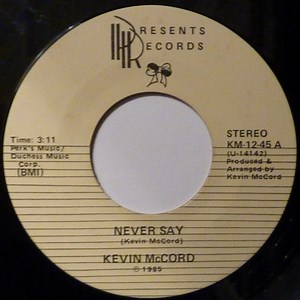 PRESENTS
RECORDS
Time: 3:11
Perk's Music/
Duchess Music
Corp.
(BMI)
STEREO
KM-12-45 A
(U-14142)
Produced &
Arranged by
Kevin McCord
NEVER SAY
(Kevin McCord)
KEVIN McCORD
© 1985